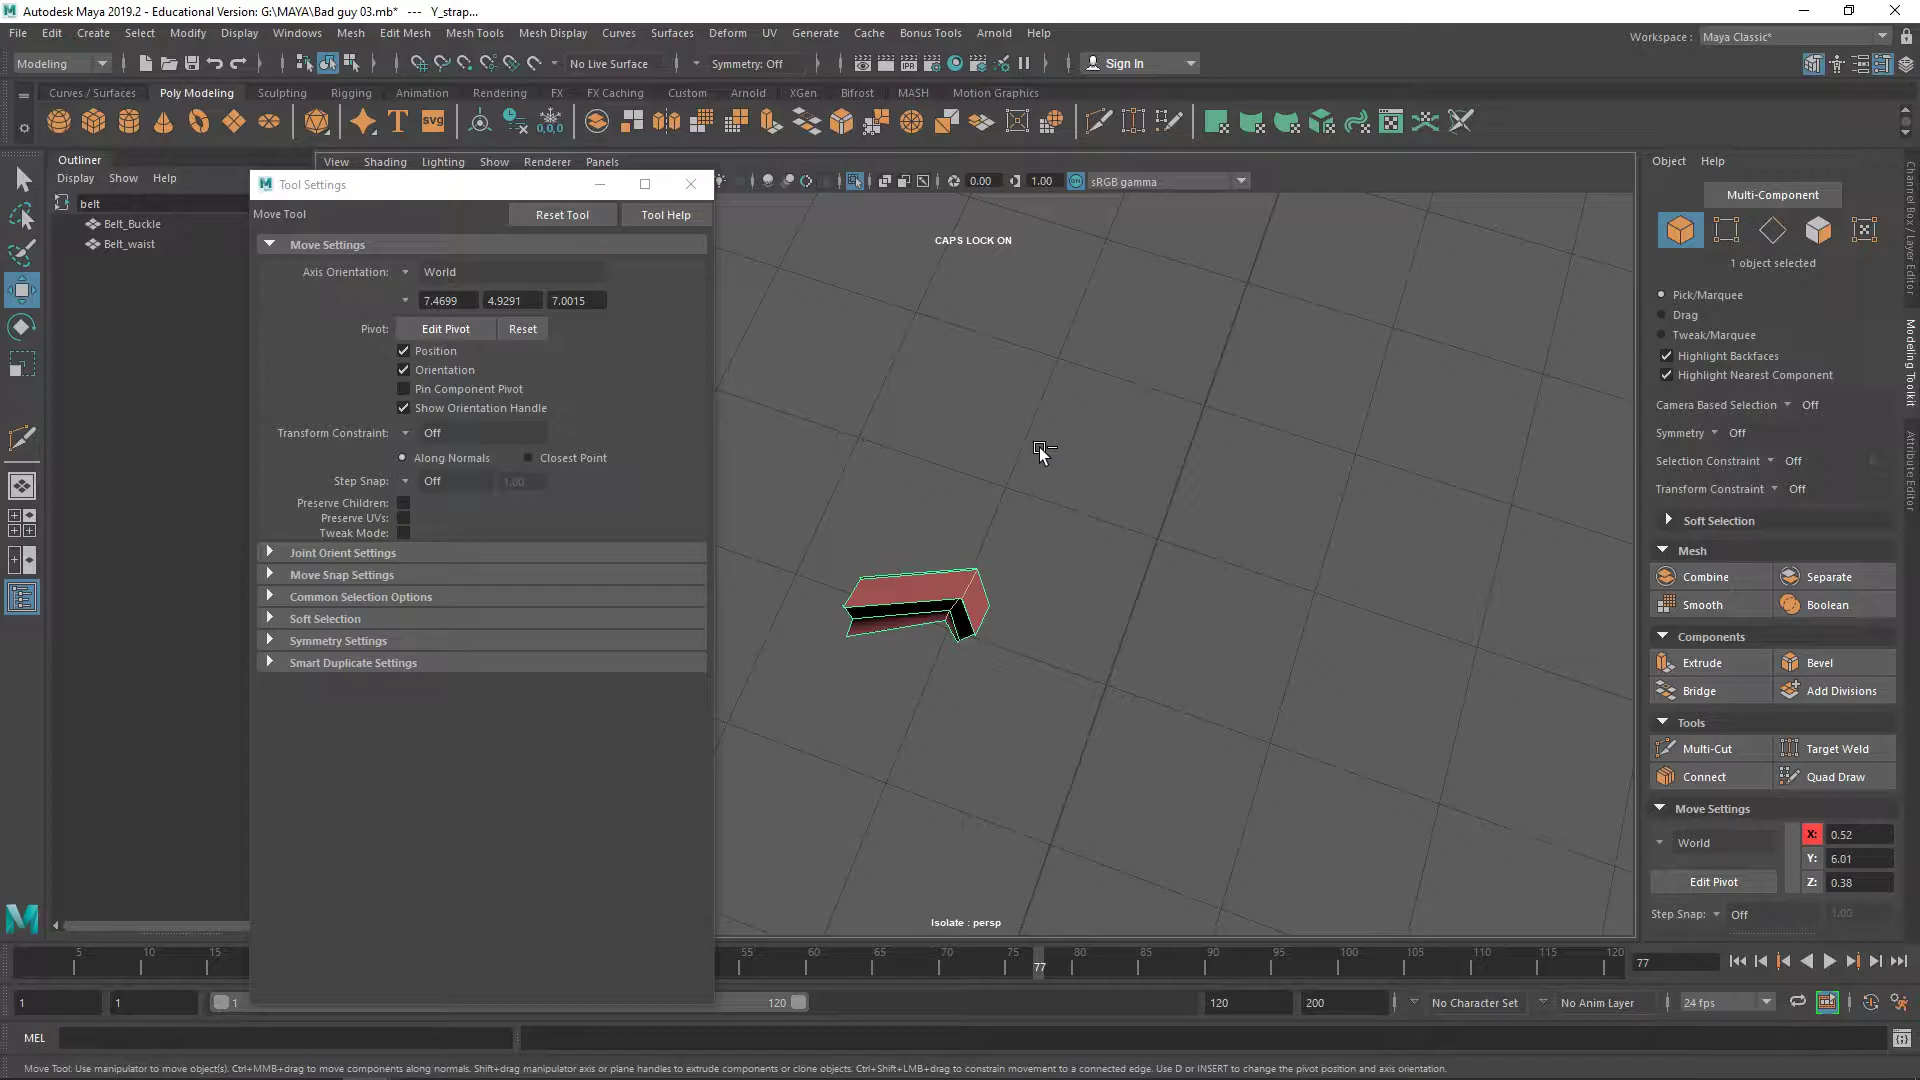 Autodesk Maya 2019.2 - Educational Version: G:\MAYA\Bad guy 03.mb* --- Y_strap...
File Edit Create Select Modify Display Windows Mesh Edit Mesh Mesh Tools Mesh Display Curves Surfaces Deform UV Generate Cache Bonus Tools Arnold Help
Workspace : Maya Classic*
Modeling
No Live Surface
Symmetry: Off
Sign In
Curves / Surfaces Poly Modeling Sculpting Rigging Animation Rendering FX FX Caching Custom Arnold XGen Bifrost MASH Motion Graphics
Outliner
Display Show Help
belt
Belt_Buckle
Belt_waist
View Shading Lighting Show Renderer Panels
0.00 1.00 sRGB gamma
Tool Settings
Move Tool Reset Tool Tool Help
Move Settings
Axis Orientation: World
7.4699 4.9291 7.0015
Pivot: Edit Pivot Reset
Position
Orientation
Pin Component Pivot
Show Orientation Handle
Transform Constraint: Off
Along Normals Closest Point
Step Snap: Off 1.00
Preserve Children:
Preserve UVs:
Tweak Mode:
Joint Orient Settings
Move Snap Settings
Common Selection Options
Soft Selection
Symmetry Settings
Smart Duplicate Settings
CAPS LOCK ON
Isolate : persp
Object Help
Multi-Component
1 object selected
Pick/Marquee
Drag
Tweak/Marquee
Highlight Backfaces
Highlight Nearest Component
Camera Based Selection Off
Symmetry Off
Selection Constraint Off
Transform Constraint Off
Soft Selection
Mesh
Combine Separate
Smooth Boolean
Components
Extrude Bevel
Bridge Add Divisions
Tools
Multi-Cut Target Weld
Connect Quad Draw
Move Settings
World
X: 0.52
Y: 6.01
Edit Pivot
Z: 0.38
Step Snap: Off 1.00
Channel Box / Layer Editor
Modeling Toolkit
Attribute Editor
5 10 15 55 60 65 70 75 80 85 90 95 100 105 110 115 120
77
77
1 1 1 120 120 200 No Character Set No Anim Layer 24 fps
MEL
Move Tool: Use manipulator to move object(s). Ctrl+MMB+drag to move components along normals. Shift+drag manipulator axis or plane handles to extrude components or clone objects. Ctrl+Shift+LMB+drag to constrain movement to a connected edge. Use D or INSERT to change the pivot position and axis orientation.